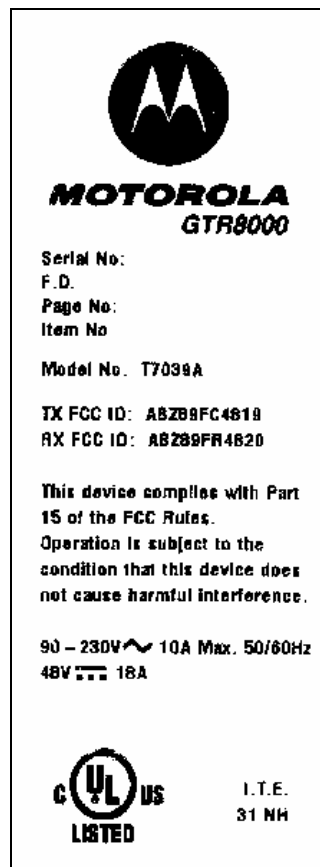 MOTOROLA
GTR8000
Serial No:
F.D.
Page No:
Item No
Model No. T7039A
TX FCC ID: ABZ89FC4819
RX FCC ID: ABZ89FR4820
This device complies with Part
15 of the FCC Rules.
Operation is subject to the
condition that this device does
not cause harmful interference.
90 – 230V 10A Max. 50/60Hz
48V 18A
C UL US
LISTED
I.T.E.
31 NH